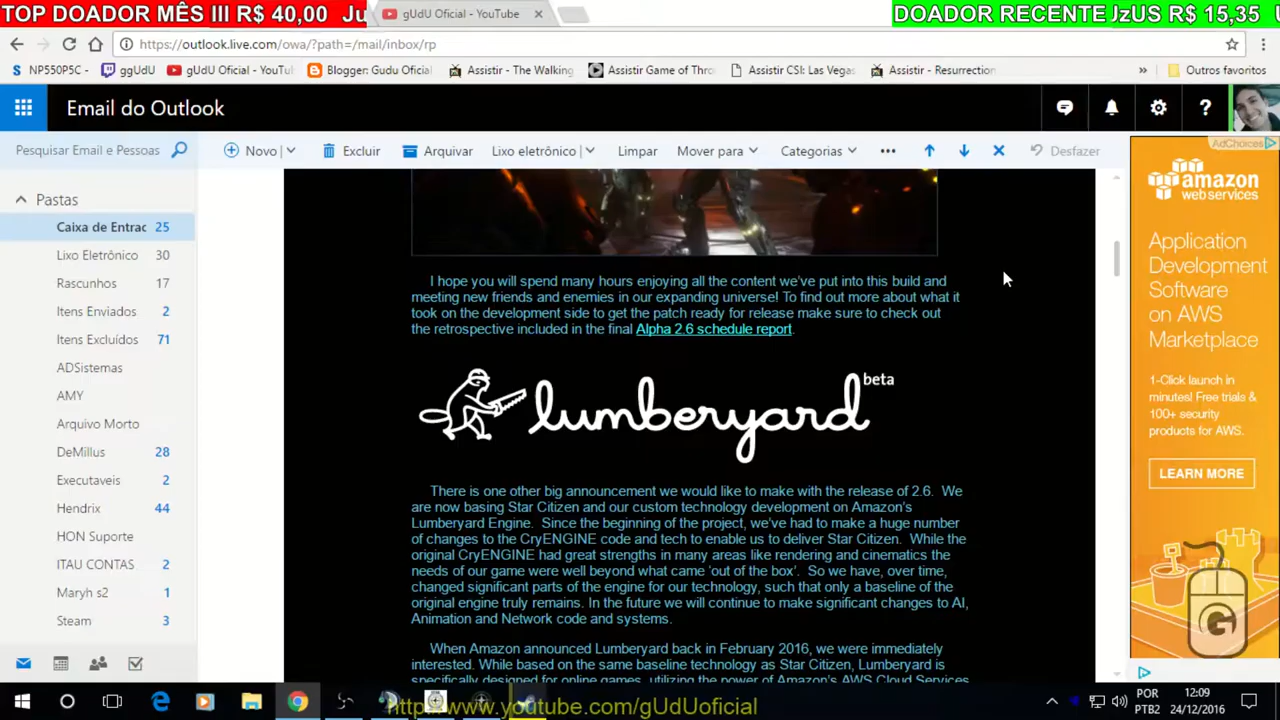 TOP DOADOR MÊS III R$ 40,00 Ju
gUdU Oficial - YouTube
DOADOR RECENTE JzUS R$ 15,35
https://outlook.live.com/owa/?path=/mail/inbox/rp
NP550P5C -
ggUdU
gUdU Oficial - YouTu
Blogger: Gudu Oficial
Assistir - The Walking
Assistir Game of Thro
Assistir CSI: Las Vegas
Assistir - Resurrection
Outros favoritos
Email do Outlook
Pesquisar Email e Pessoas
Novo
Excluir
Arquivar
Lixo eletrônico
Limpar
Mover para
Categorias
Desfazer
Pastas
Caixa de Entrac 25
Lixo Eletrônico 30
Rascunhos 17
Itens Enviados 2
Itens Excluídos 71
ADSistemas
AMY
Arquivo Morto
DeMillus 28
Executaveis 2
Hendrix 44
HON Suporte
ITAU CONTAS 2
Maryh s2 1
Steam 3
I hope you will spend many hours enjoying all the content we've put into this build and
meeting new friends and enemies in our expanding universe! To find out more about what it
took on the development side to get the patch ready for release make sure to check out
the retrospective included in the final Alpha 2.6 schedule report.
lumberyard beta
There is one other big announcement we would like to make with the release of 2.6. We
are now basing Star Citizen and our custom technology development on Amazon's
Lumberyard Engine. Since the beginning of the project, we've had to make a huge number
of changes to the CryENGINE code and tech to enable us to deliver Star Citizen. While the
original CryENGINE had great strengths in many areas like rendering and cinematics the
needs of our game were well beyond what came 'out of the box'. So we have, over time,
changed significant parts of the engine for our technology, such that only a baseline of the
original engine truly remains. In the future we will continue to make significant changes to AI,
Animation and Network code and systems.
When Amazon announced Lumberyard back in February 2016, we were immediately
interested. While based on the same baseline technology as Star Citizen, Lumberyard is
specifically designed for online games, utilizing the power of Amazon's AWS Cloud Services
AdChoices
amazon
web services
Application
Development
Software
on AWS
Marketplace
1-Click launch in
minutes! Free trials &
100+ security
products for AWS.
LEARN MORE
G
http://www.youtube.com/gUdUoficial
POR
PTB2
12:09
24/12/2016